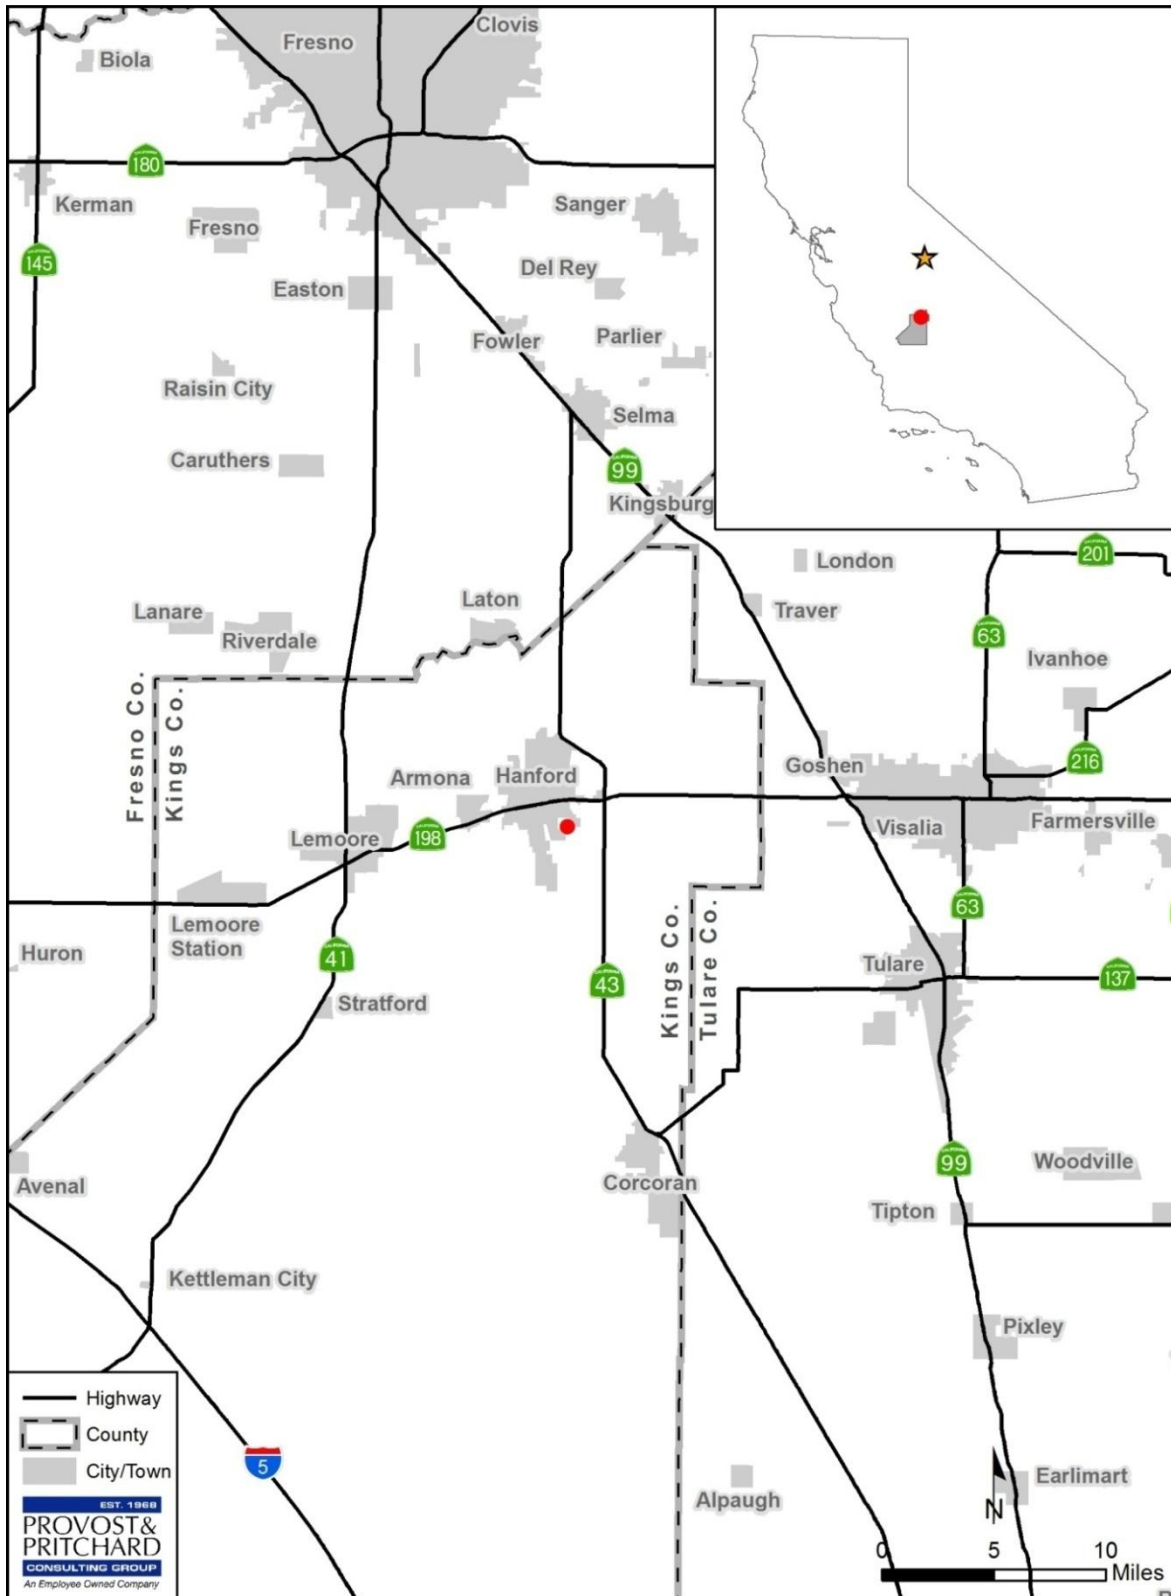 Clovis
Fresno
Biola
180
Kerman
Sanger
Fresno
145
Del Rey
Easton
Fowler
Parlier
Raisin City
Selma
Caruthers
99
Kingsburg
201
London
Lanare
Laton
Traver
63
Riverdale
Ivanhoe
Fresno Co.
Kings Co.
216
Goshen
Armona
Hanford
Lemoore
198
Visalia
Farmersville
63
Lemoore
Station
Huron
41
Kings Co.
Tulare Co.
Tulare
43
137
Stratford
Avenal
Corcoran
99
Woodville
Tipton
Kettleman City
Pixley
Highway
County
City/Town
5
Alpaugh
Earlimart
N
EST. 1968
PROVOST&
PRITCHARD
CONSULTING GROUP
An Employee Owned Company
0 5 10
Miles